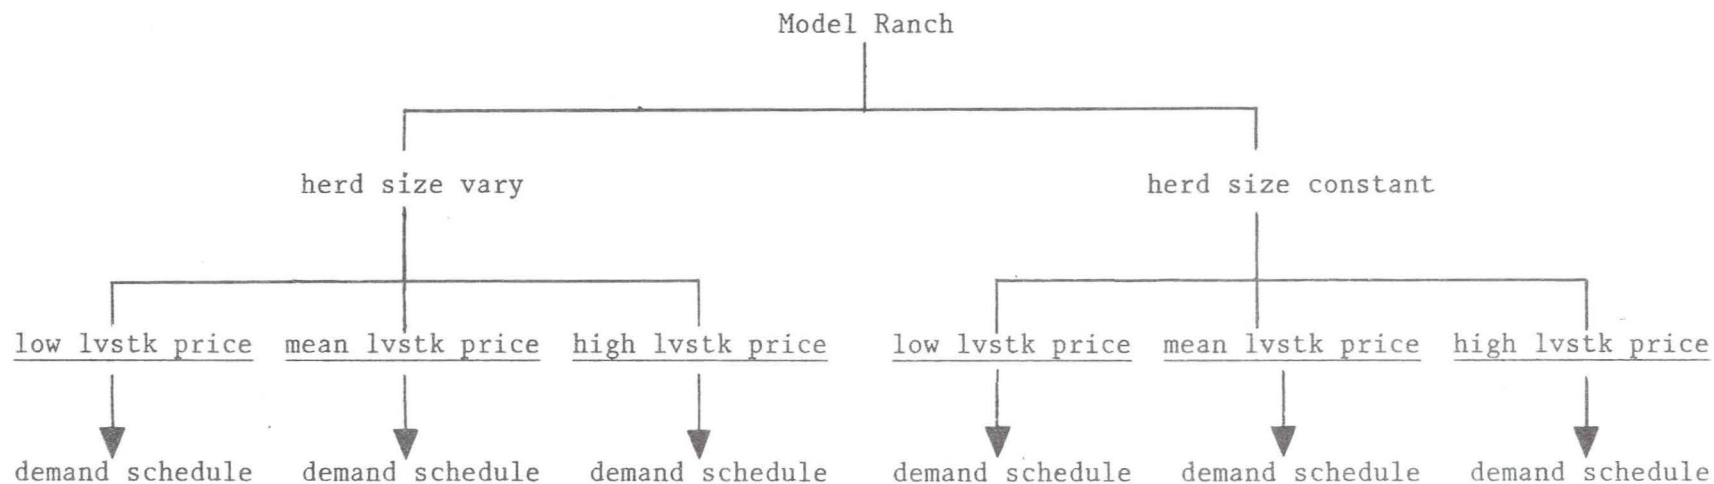 Model Ranch
herd size vary herd size constant
low lvstk price mean lvstk price high lvstk price low lvstk price mean lvstk price high lvstk price
demand schedule demand schedule demand schedule demand schedule demand schedule demand schedule